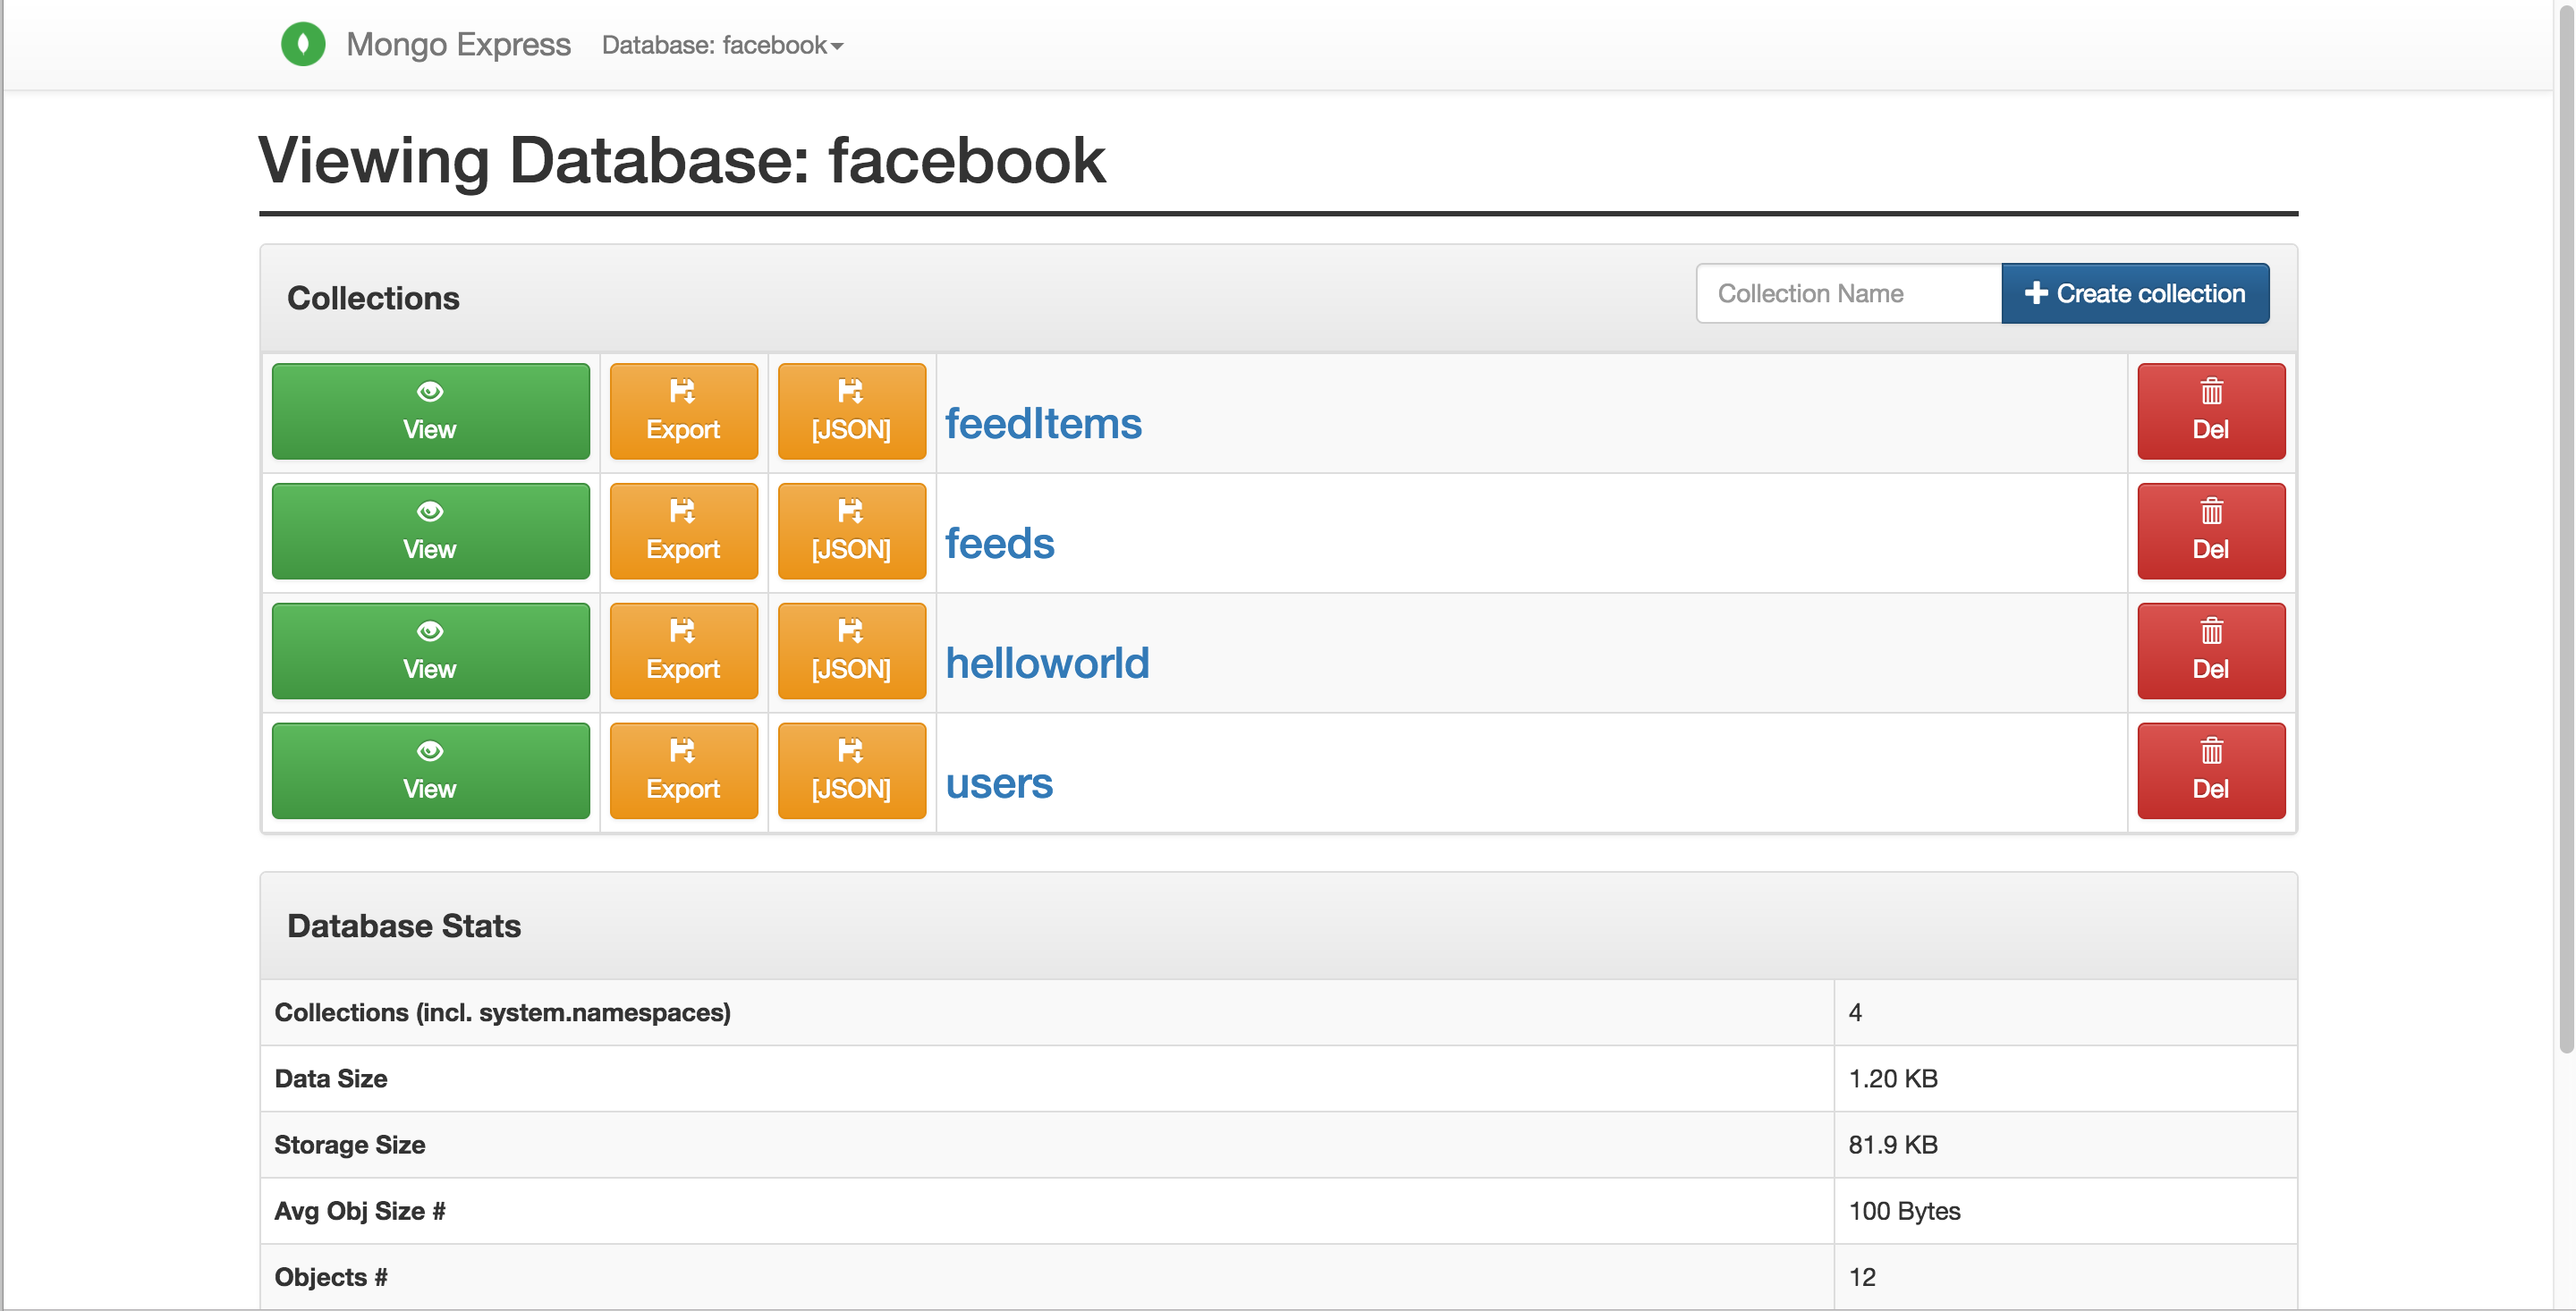 Mongo Express Database: facebook
Viewing Database: facebook
Collections
Collection Name
Create collection
View Export [JSON] feedItems Del
View Export [JSON] feeds Del
View Export [JSON] helloworld Del
View Export [JSON] users Del
Database Stats
Collections (incl. system.namespaces) 4
Data Size 1.20 KB
Storage Size 81.9 KB
Avg Obj Size # 100 Bytes
Objects # 12